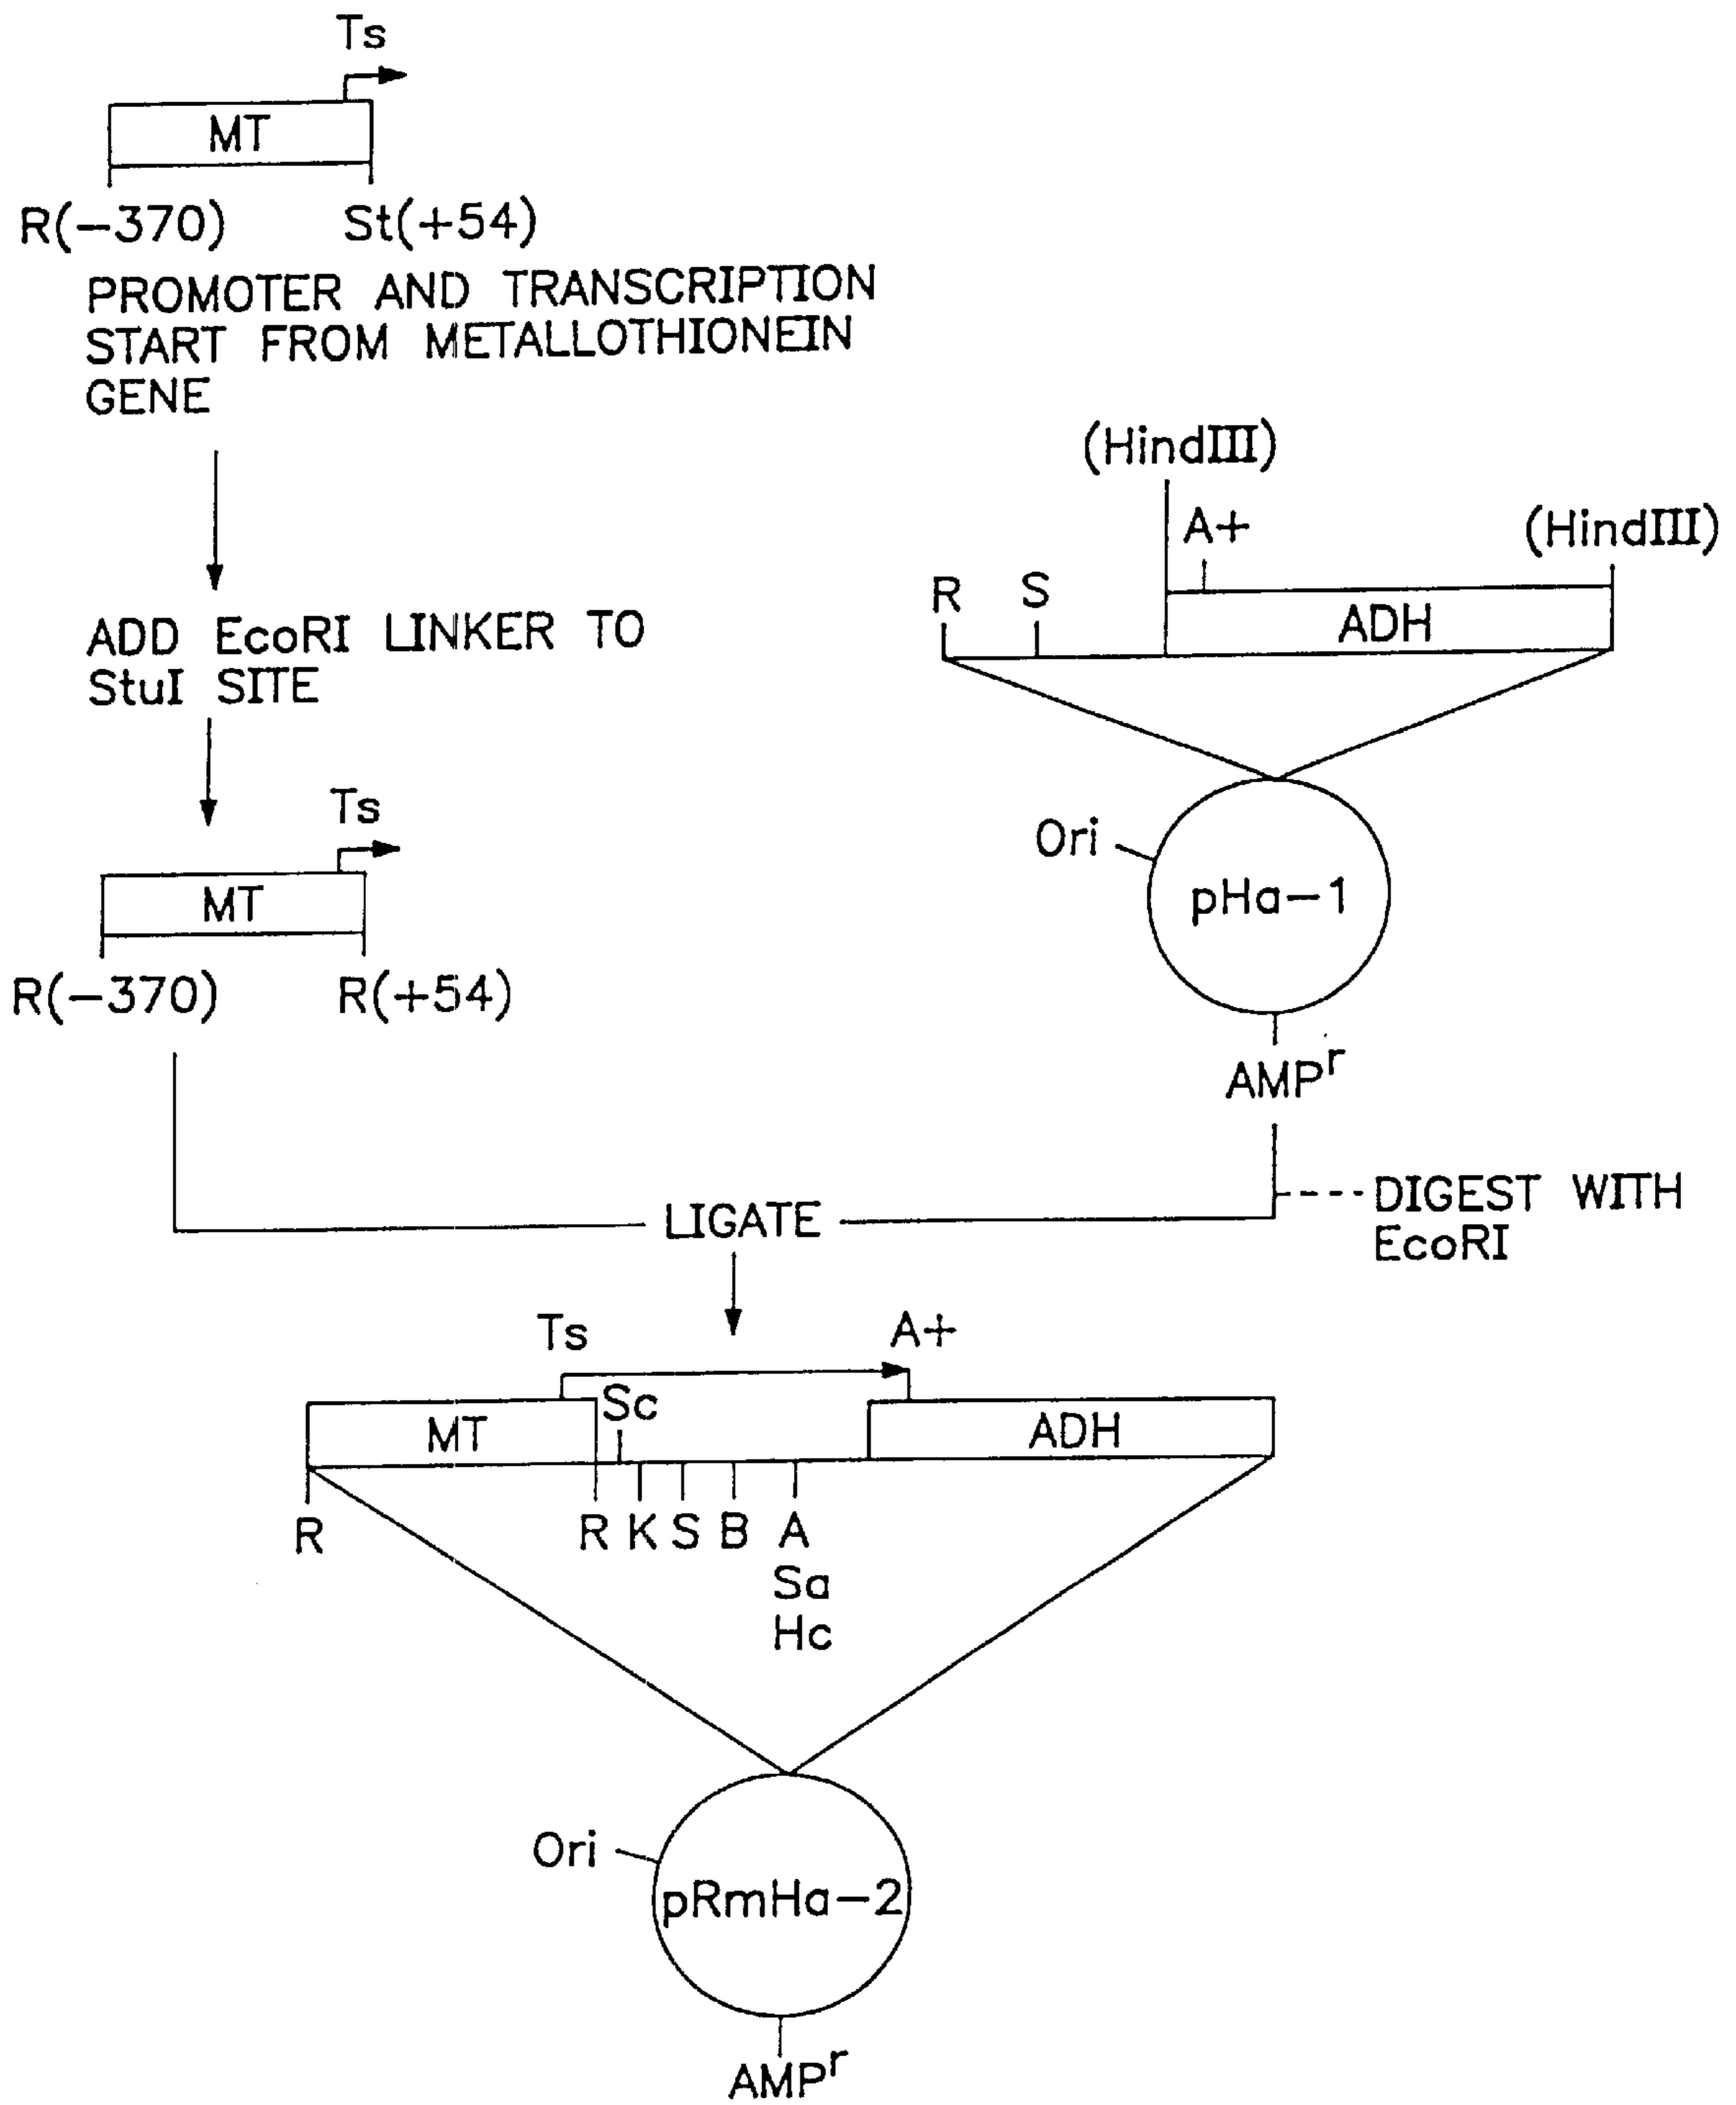 Ts
MT
R(−370)
St(+54)
PROMOTER AND TRANSCRIPTION
START FROM METALLOTHIONEIN
GENE
ADD EcoRI LINKER TO
StuI SITE
Ts
MT
R(−370)
R(+54)
(HindIII)
A+
(HindIII)
R
S
ADH
Ori
pHa−1
AMPr
DIGEST WITH
EcoRI
LIGATE
Ts
A+
Sc
MT
ADH
R
R K S B A
Sa
Hc
Ori
pRmHa−2
AMPr